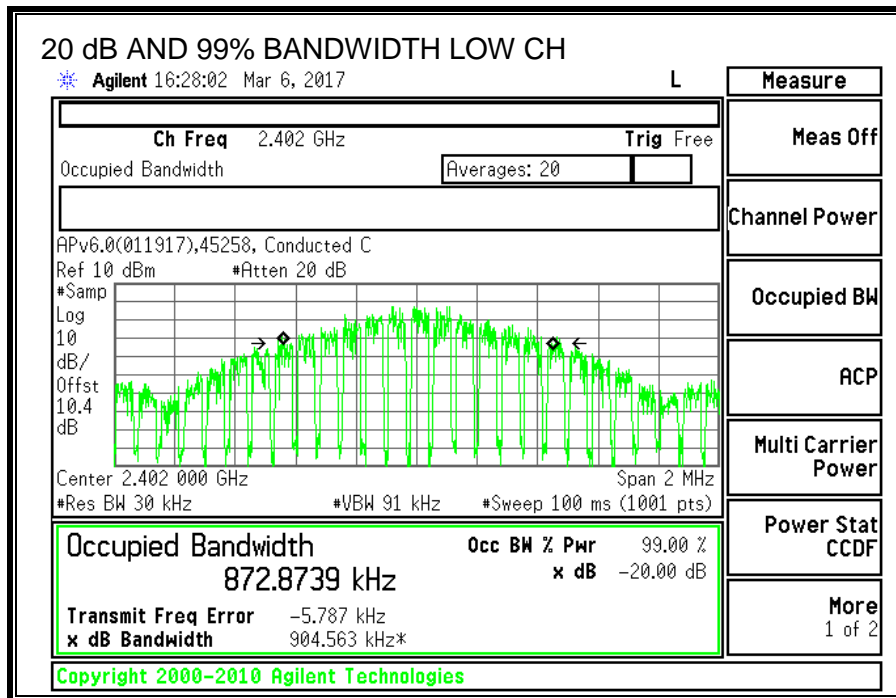 20 dB AND 99% BANDWIDTH LOW CH
Agilent 16:28:02 Mar 6, 2017 L
Measure
Ch Freq 2.402 GHz Trig Free
Meas Off
Occupied Bandwidth Averages: 20
Channel Power
APv6.0(011917),45258, Conducted C
Ref 10 dBm #Atten 20 dB
#Samp
Log
10
dB/
Offst
10.4
dB
Occupied BW
ACP
Multi Carrier
Power
Center 2.402 000 GHz Span 2 MHz
#Res BW 30 kHz #VBW 91 kHz #Sweep 100 ms (1001 pts)
Power Stat
CCDF
Occupied Bandwidth Occ BW % Pwr 99.00 %
872.8739 kHz x dB -20.00 dB
Transmit Freq Error -5.787 kHz
x dB Bandwidth 904.563 kHz*
More
1 of 2
Copyright 2000-2010 Agilent Technologies